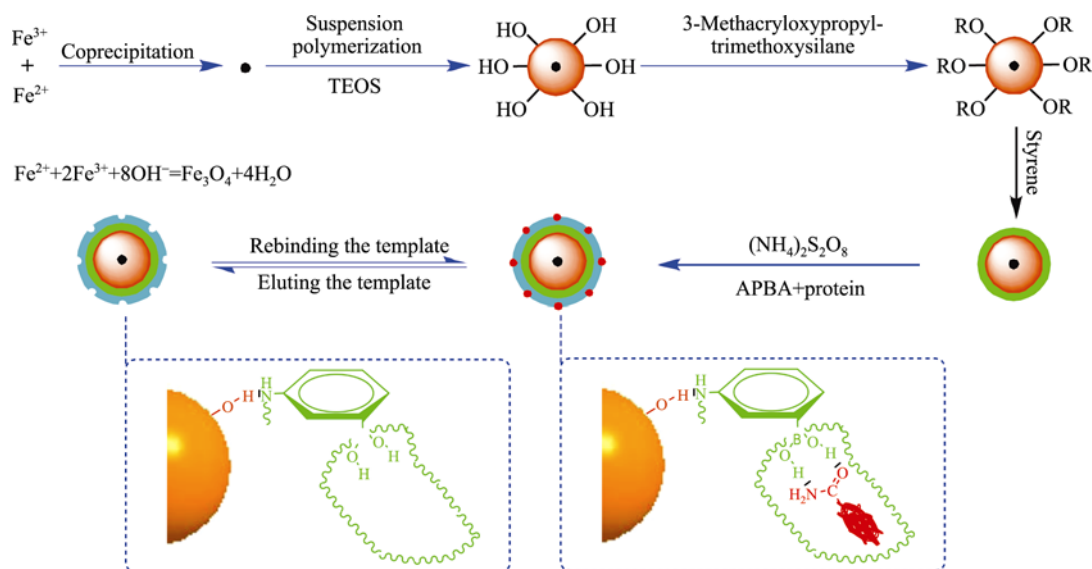 Fe³⁺
+
Fe²⁺
Coprecipitation
Suspension
polymerization
TEOS
HO OH
HO OH
HO OH
3-Methacryloxypropyl-
trimethoxysilane
RO OR
RO OR
RO OR
Styrene
Fe²⁺+2Fe³⁺+8OH⁻=Fe₃O₄+4H₂O
Rebinding the template
Eluting the template
(NH₄)₂S₂O₈
APBA+protein
O H N
O O
H H
O H N
B
O O
H H
H₂N C O